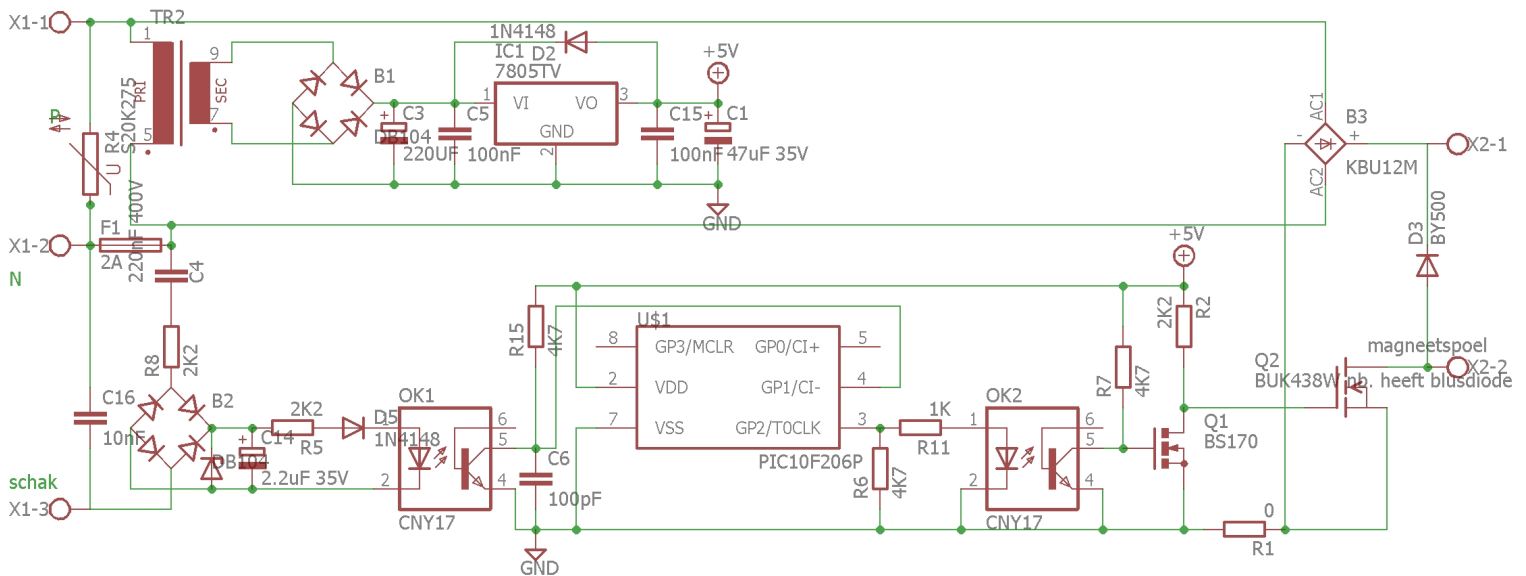 X1-1
TR2
1
5
PRI
SEC
9
7
P
R4
S20K275
U
B1
DB104
C3
220UF
C5
100nF
1N4148
D2
IC1
7805TV
1
VI
VO
3
GND
2
C15
100nF
+5V
C1
47uF 35V
GND
AC1
B3
-
+
KBU12M
AC2
X2-1
D3
BY500
X1-2
F1
2A
N
220nF 400V
C4
R8
2K2
C16
10nF
B2
DB104
C14
2.2uF 35V
2K2
R5
D5
1N4148
schak
X1-3
OK1
1
2
6
5
4
CNY17
R15
4K7
C6
100pF
GND
U$1
8
GP3/MCLR
GP0/CI+
5
2
VDD
GP1/CI-
4
7
VSS
GP2/T0CLK
3
PIC10F206P
1K
R11
R6
4K7
OK2
1
2
6
5
4
CNY17
R7
4K7
+5V
2K2
R2
Q1
BS170
0
R1
Q2
BUK438W nb. heeft blusdiode
magneetspoel
X2-2